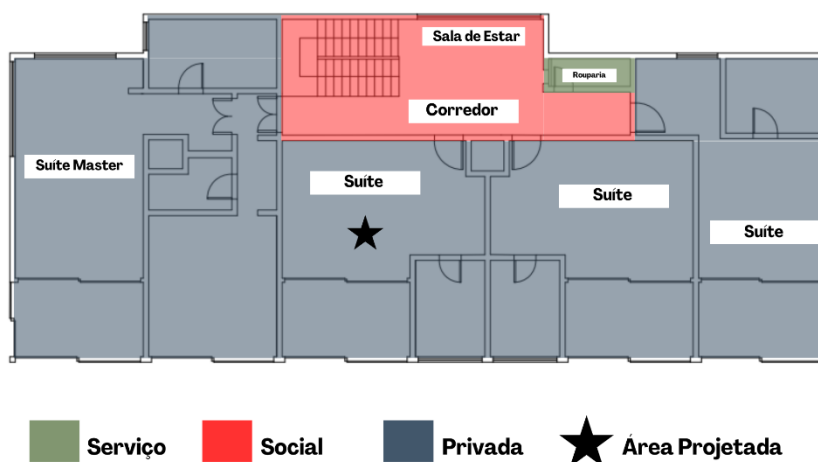 Sala de Estar
Rouparia
Corredor
Suíte Master
Suíte
Suíte
Suíte
Serviço
Social
Privada
Área Projetada